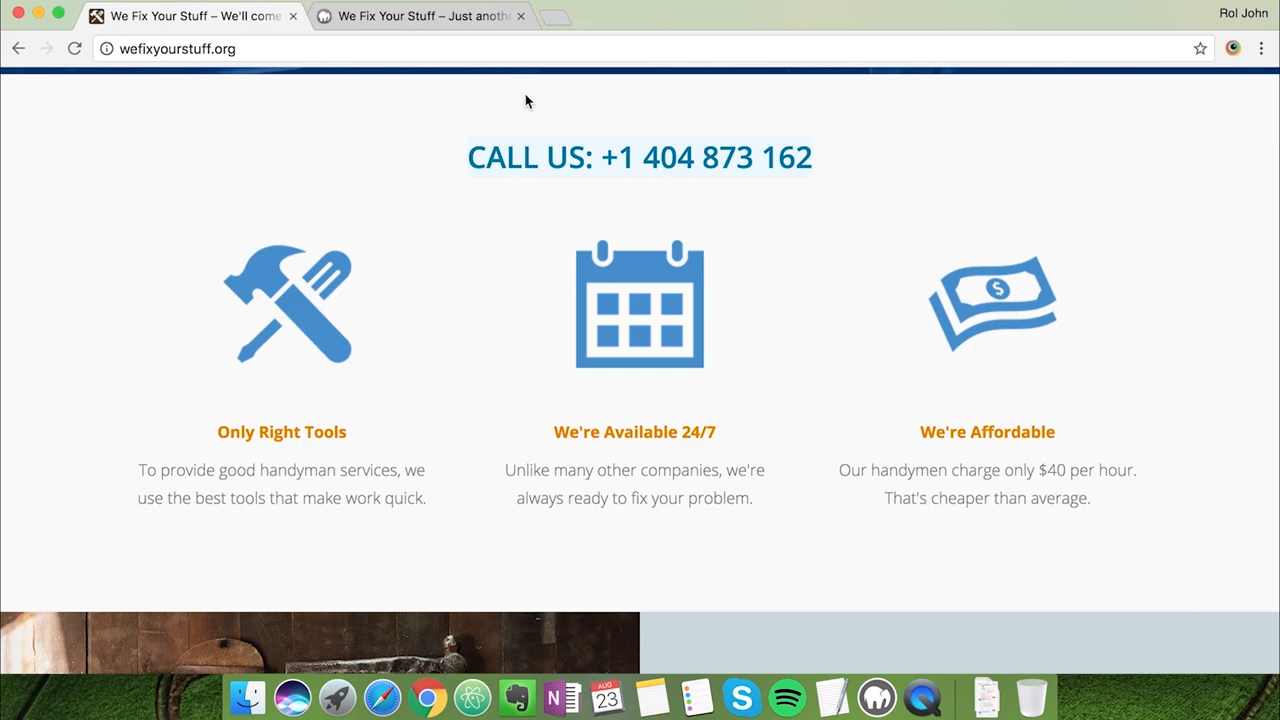 We Fix Your Stuff – We'll come
We Fix Your Stuff – Just anoth
Rol John
wefixyourstuff.org
CALL US: +1 404 873 162
Only Right Tools
To provide good handyman services, we
use the best tools that make work quick.
We're Available 24/7
Unlike many other companies, we're
always ready to fix your problem.
We're Affordable
Our handymen charge only $40 per hour.
That's cheaper than average.
AUG
23